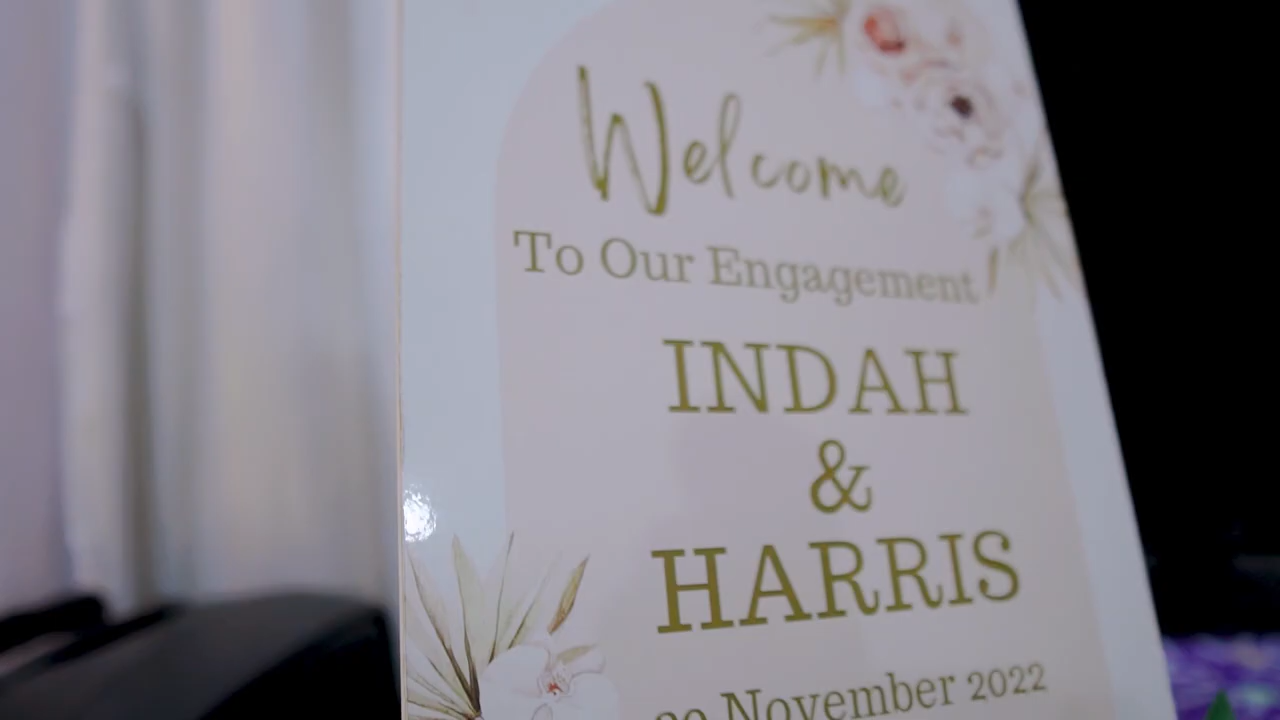 Welcome
To Our Engagement
INDAH
&
HARRIS
November 2022